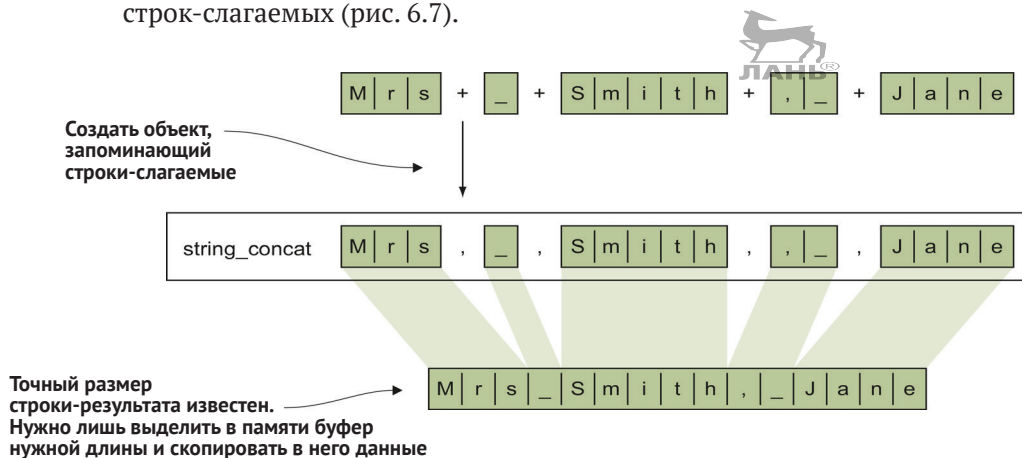 строк-слагаемых (рис. 6.7).
ЛАНЬ®
M r s + _ + S m i t h + , _ + J a n e
Создать объект,
запоминающий
строки-слагаемые
string_concat M r s , _ , S m i t h , , _ , J a n e
Точный размер
строки-результата известен.
Нужно лишь выделить в памяти буфер
нужной длины и скопировать в него данные
M r s _ S m i t h , _ J a n e